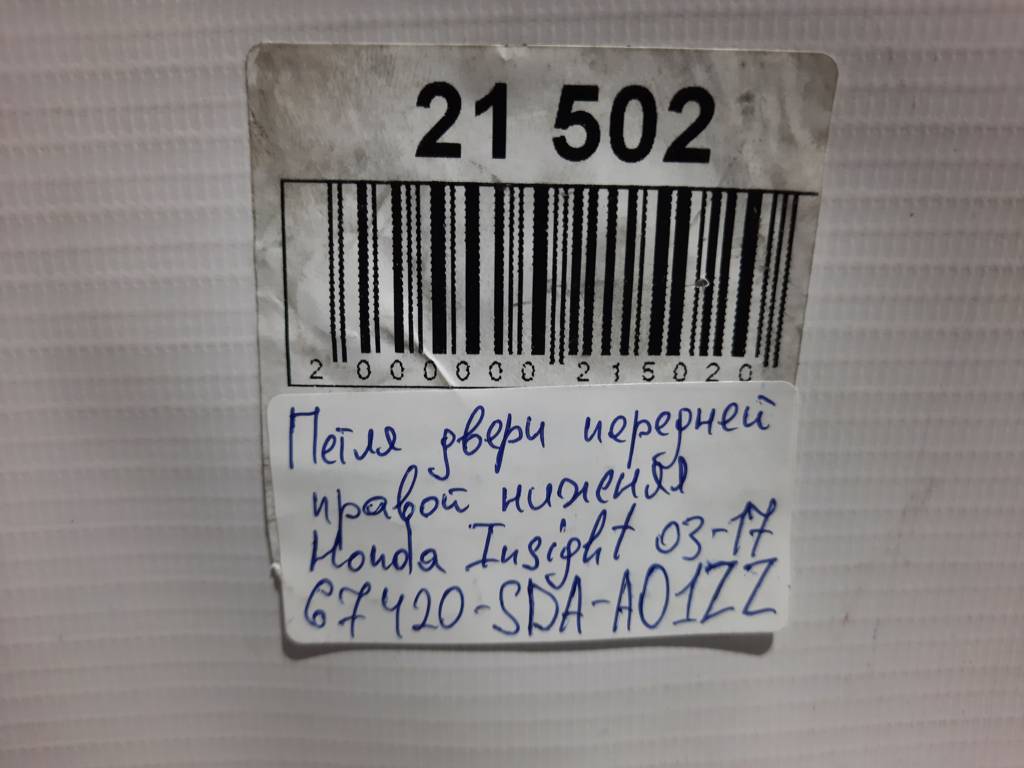 21 502
2 000000 215020
Петля двери передней
правой нижняя
Honda Insight 03-17
67420-SDA-A01ZZ